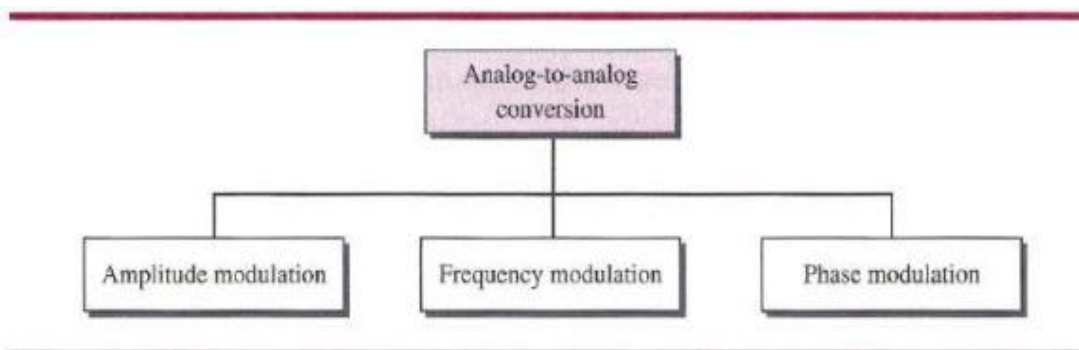 Analog-to-analog
conversion
Amplitude modulation
Frequency modulation
Phase modulation